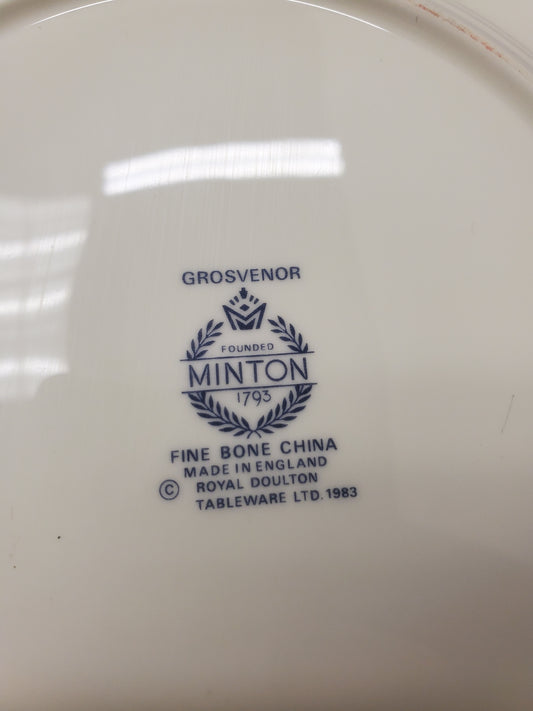 GROSVENOR
FOUNDED
MINTON
1793
FINE BONE CHINA
MADE IN ENGLAND
© ROYAL DOULTON
TABLEWARE LTD. 1983